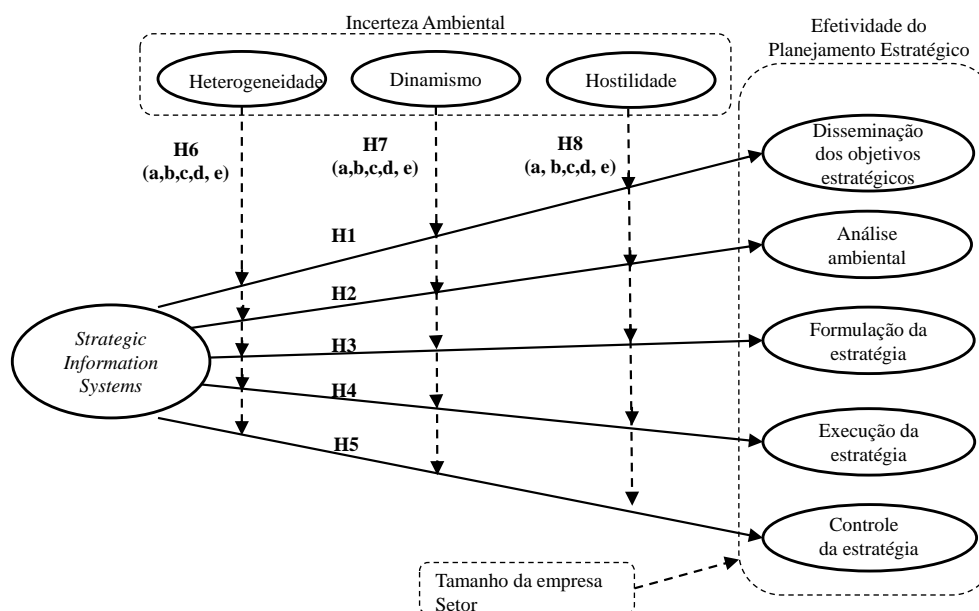 Incerteza Ambiental
Efetividade do
Planejamento Estratégico
Heterogeneidade
Dinamismo
Hostilidade
H6
(a,b,c,d, e)
H7
(a,b,c,d, e)
H8
(a, b,c,d, e)
Disseminação
dos objetivos
estratégicos
H1
Análise
ambiental
H2
Strategic
Information
Systems
H3
Formulação da
estratégia
H4
Execução da
estratégia
H5
Controle
da estratégia
Tamanho da empresa
Setor